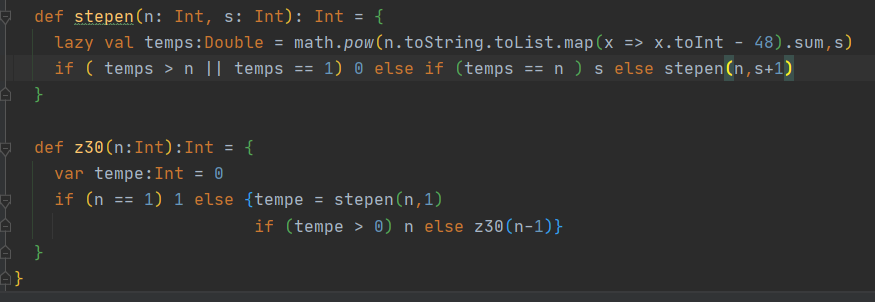 def stepen(n: Int, s: Int): Int = {
lazy val temps:Double = math.pow(n.toString.toList.map(x => x.toInt - 48).sum,s)
if ( temps > n || temps == 1) 0 else if (temps == n ) s else stepen(n,s+1)
}
def z30(n:Int):Int = {
var tempe:Int = 0
if (n == 1) 1 else {tempe = stepen(n,1)
if (tempe > 0) n else z30(n-1)}
}
}